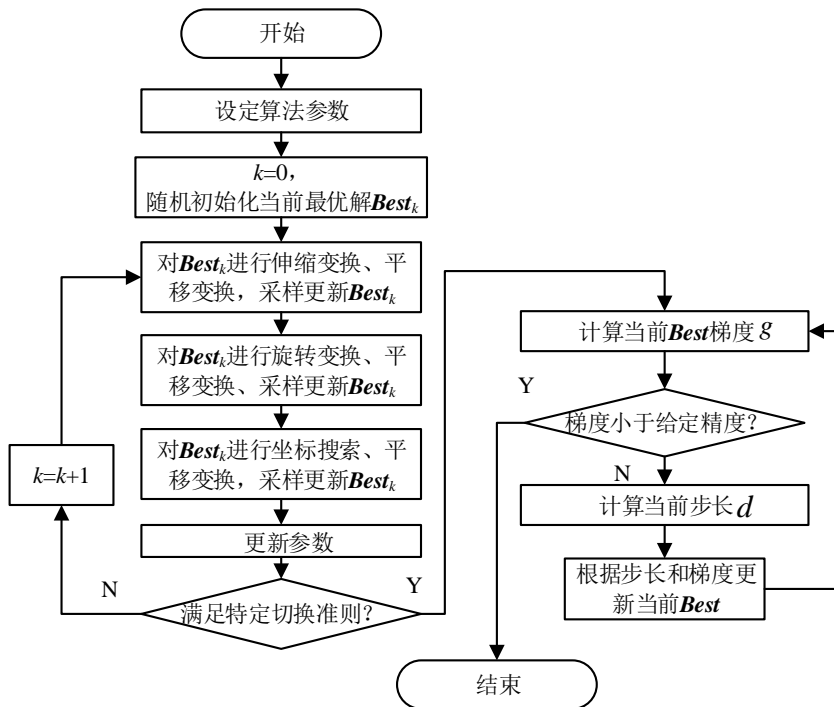 开始
设定算法参数
k=0，
随机初始化当前最优解Bestₖ
对Bestₖ进行伸缩变换、平
移变换，采样更新Bestₖ
对Bestₖ进行旋转变换、平
移变换、采样更新Bestₖ
对Bestₖ进行坐标搜索、平
移变换，采样更新Bestₖ
k=k+1
更新参数
N
满足特定切换准则？
Y
计算当前Best梯度 g
Y
梯度小于给定精度？
N
计算当前步长 d
根据步长和梯度更
新当前Best
结束